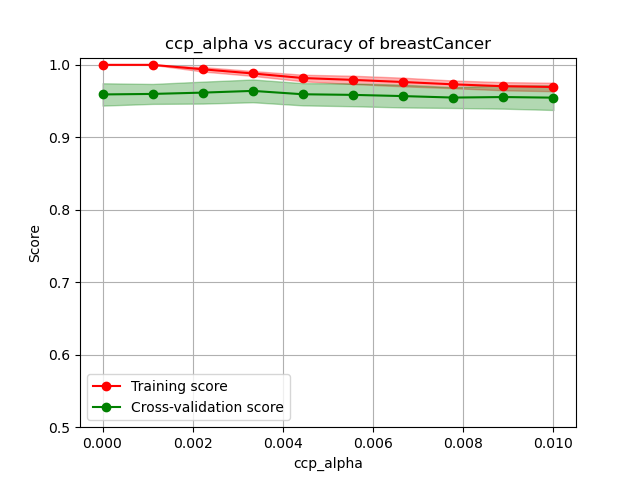 ccp_alpha vs accuracy of breastCancer
1.0
0.9
0.8
0.7
0.6
0.5
Score
Training score
Cross-validation score
0.000 0.002 0.004 0.006 0.008 0.010
ccp_alpha